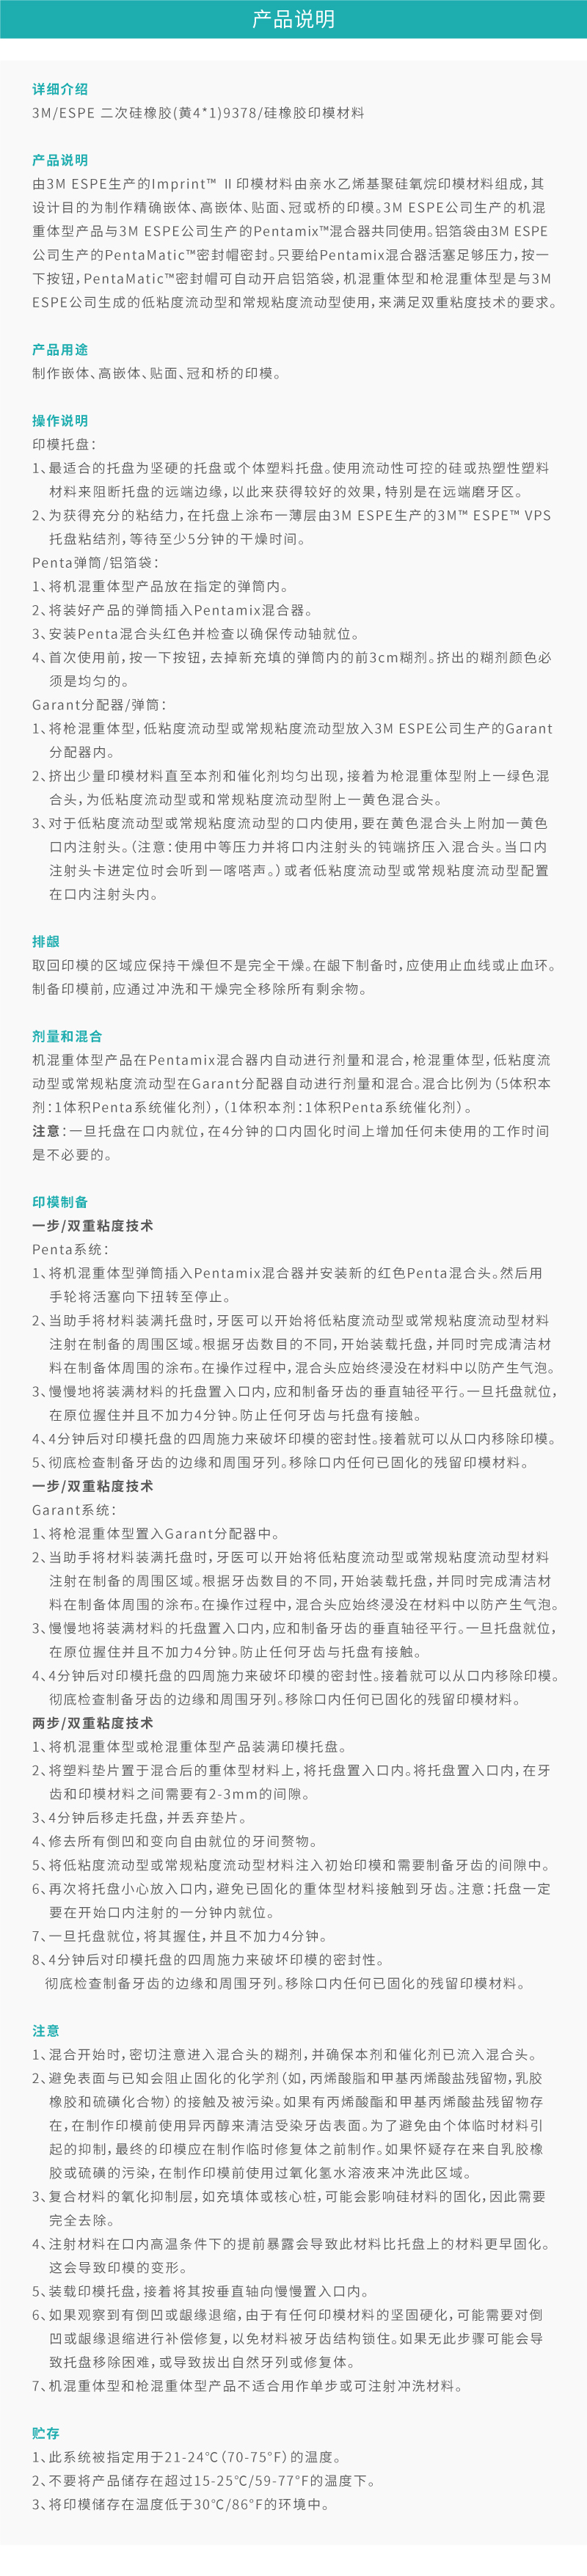 产品说明
详细介绍
3M/ESPE 二次硅橡胶(黄4*1)9378/硅橡胶印模材料
产品说明
由3M ESPE生产的Imprint™ Ⅱ印模材料由亲水乙烯基聚硅氧烷印模材料组成，其
设计目的为制作精确嵌体、高嵌体、贴面、冠或桥的印模。3M ESPE公司生产的机混
重体型产品与3M ESPE公司生产的Pentamix™混合器共同使用。铝箔袋由3M ESPE
公司生产的PentaMatic™密封帽密封。只要给Pentamix混合器活塞足够压力，按一
下按钮，PentaMatic™密封帽可自动开启铝箔袋，机混重体型和枪混重体型是与3M
ESPE公司生成的低粘度流动型和常规粘度流动型使用，来满足双重粘度技术的要求。
产品用途
制作嵌体、高嵌体、贴面、冠和桥的印模。
操作说明
印模托盘：
1、最适合的托盘为坚硬的托盘或个体塑料托盘。使用流动性可控的硅或热塑性塑料
材料来阻断托盘的远端边缘，以此来获得较好的效果，特别是在远端磨牙区。
2、为获得充分的粘结力，在托盘上涂布一薄层由3M ESPE生产的3M™ ESPE™ VPS
托盘粘结剂，等待至少5分钟的干燥时间。
Penta弹筒/铝箔袋：
1、将机混重体型产品放在指定的弹筒内。
2、将装好产品的弹筒插入Pentamix混合器。
3、安装Penta混合头红色并检查以确保传动轴就位。
4、首次使用前，按一下按钮，去掉新充填的弹筒内的前3cm糊剂。挤出的糊剂颜色必
须是均匀的。
Garant分配器/弹筒：
1、将枪混重体型，低粘度流动型或常规粘度流动型放入3M ESPE公司生产的Garant
分配器内。
2、挤出少量印模材料直至本剂和催化剂均匀出现，接着为枪混重体型附上一绿色混
合头，为低粘度流动型或和常规粘度流动型附上一黄色混合头。
3、对于低粘度流动型或常规粘度流动型的口内使用，要在黄色混合头上附加一黄色
口内注射头。（注意：使用中等压力并将口内注射头的钝端挤压入混合头。当口内
注射头卡进定位时会听到一喀嗒声。）或者低粘度流动型或常规粘度流动型配置
在口内注射头内。
排龈
取回印模的区域应保持干燥但不是完全干燥。在龈下制备时，应使用止血线或止血环。
制备印模前，应通过冲洗和干燥完全移除所有剩余物。
剂量和混合
机混重体型产品在Pentamix混合器内自动进行剂量和混合，枪混重体型，低粘度流
动型或常规粘度流动型在Garant分配器自动进行剂量和混合。混合比例为（5体积本
剂：1体积Penta系统催化剂），（1体积本剂：1体积Penta系统催化剂）。
注意：一旦托盘在口内就位，在4分钟的口内固化时间上增加任何未使用的工作时间
是不必要的。
印模制备
一步/双重粘度技术
Penta系统：
1、将机混重体型弹筒插入Pentamix混合器并安装新的红色Penta混合头。然后用
手轮将活塞向下扭转至停止。
2、当助手将材料装满托盘时，牙医可以开始将低粘度流动型或常规粘度流动型材料
注射在制备的周围区域。根据牙齿数目的不同，开始装载托盘，并同时完成清洁材
料在制备体周围的涂布。在操作过程中，混合头应始终浸没在材料中以防产生气泡。
3、慢慢地将装满材料的托盘置入口内，应和制备牙齿的垂直轴径平行。一旦托盘就位，
在原位握住并且不加力4分钟。防止任何牙齿与托盘有接触。
4、4分钟后对印模托盘的四周施力来破坏印模的密封性。接着就可以从口内移除印模。
5、彻底检查制备牙齿的边缘和周围牙列。移除口内任何已固化的残留印模材料。
一步/双重粘度技术
Garant系统：
1、将枪混重体型置入Garant分配器中。
2、当助手将材料装满托盘时，牙医可以开始将低粘度流动型或常规粘度流动型材料
注射在制备的周围区域。根据牙齿数目的不同，开始装载托盘，并同时完成清洁材
料在制备体周围的涂布。在操作过程中，混合头应始终浸没在材料中以防产生气泡。
3、慢慢地将装满材料的托盘置入口内，应和制备牙齿的垂直轴径平行。一旦托盘就位，
在原位握住并且不加力4分钟。防止任何牙齿与托盘有接触。
4、4分钟后对印模托盘的四周施力来破坏印模的密封性。接着就可以从口内移除印模。
彻底检查制备牙齿的边缘和周围牙列。移除口内任何已固化的残留印模材料。
两步/双重粘度技术
1、将机混重体型或枪混重体型产品装满印模托盘。
2、将塑料垫片置于混合后的重体型材料上，将托盘置入口内。将托盘置入口内，在牙
齿和印模材料之间需要有2-3mm的间隙。
3、4分钟后移走托盘，并丢弃垫片。
4、修去所有倒凹和变向自由就位的牙间赘物。
5、将低粘度流动型或常规粘度流动型材料注入初始印模和需要制备牙齿的间隙中。
6、再次将托盘小心放入口内，避免已固化的重体型材料接触到牙齿。注意：托盘一定
要在开始口内注射的一分钟内就位。
7、一旦托盘就位，将其握住，并且不加力4分钟。
8、4分钟后对印模托盘的四周施力来破坏印模的密封性。
彻底检查制备牙齿的边缘和周围牙列。移除口内任何已固化的残留印模材料。
注意
1、混合开始时，密切注意进入混合头的糊剂，并确保本剂和催化剂已流入混合头。
2、避免表面与已知会阻止固化的化学剂（如，丙烯酸脂和甲基丙烯酸盐残留物，乳胶
橡胶和硫磺化合物）的接触及被污染。如果有丙烯酸酯和甲基丙烯酸盐残留物存
在，在制作印模前使用异丙醇来清洁受染牙齿表面。为了避免由个体临时材料引
起的抑制，最终的印模应在制作临时修复体之前制作。如果怀疑存在来自乳胶橡
胶或硫磺的污染，在制作印模前使用过氧化氢水溶液来冲洗此区域。
3、复合材料的氧化抑制层，如充填体或核心桩，可能会影响硅材料的固化，因此需要
完全去除。
4、注射材料在口内高温条件下的提前暴露会导致此材料比托盘上的材料更早固化。
这会导致印模的变形。
5、装载印模托盘，接着将其按垂直轴向慢慢置入口内。
6、如果观察到有倒凹或龈缘退缩，由于有任何印模材料的坚固硬化，可能需要对倒
凹或龈缘退缩进行补偿修复，以免材料被牙齿结构锁住。如果无此步骤可能会导
致托盘移除困难，或导致拔出自然牙列或修复体。
7、机混重体型和枪混重体型产品不适合用作单步或可注射冲洗材料。
贮存
1、此系统被指定用于21-24℃（70-75°F）的温度。
2、不要将产品储存在超过15-25℃/59-77°F的温度下。
3、将印模储存在温度低于30℃/86°F的环境中。